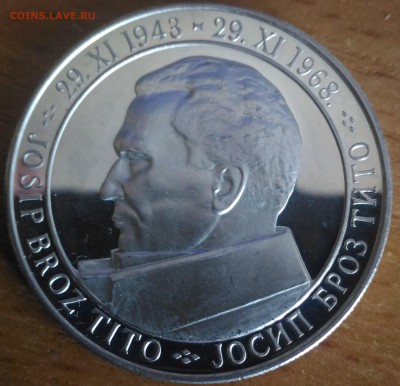 COINS.LAVE.RU
29. XI 1943 - 29. XI 1968.
JOSIP BROZ TITO
ЈОСИП БРОЗ ТИТО